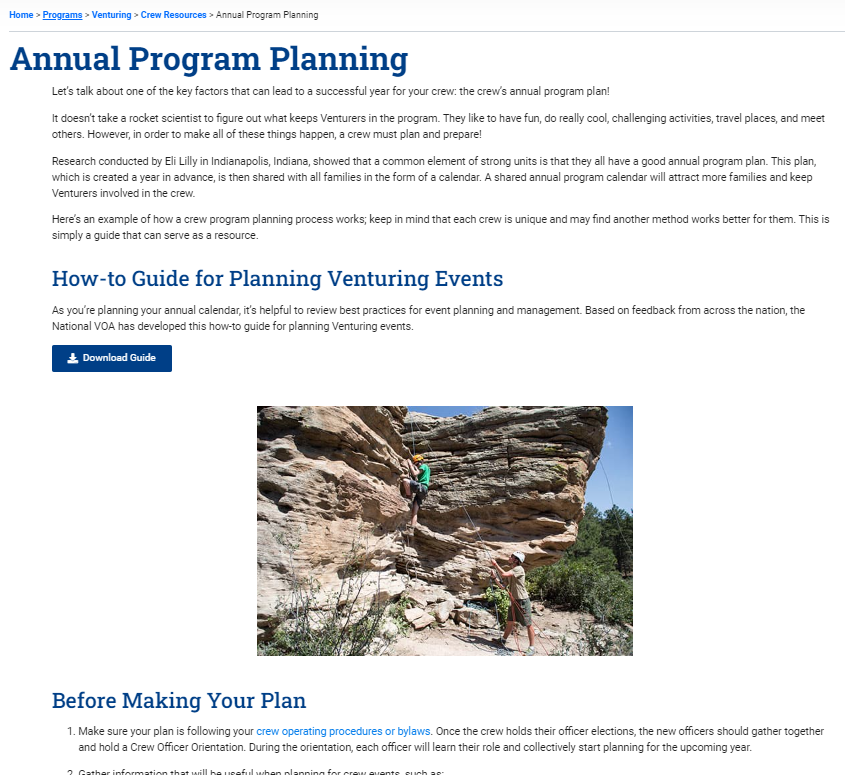 Home > Programs > Venturing > Crew Resources > Annual Program Planning
Annual Program Planning
Let's talk about one of the key factors that can lead to a successful year for your crew: the crew's annual program plan!
It doesn't take a rocket scientist to figure out what keeps Venturers in the program. They like to have fun, do really cool, challenging activities, travel places, and meet
others. However, in order to make all of these things happen, a crew must plan and prepare!
Research conducted by Eli Lilly in Indianapolis, Indiana, showed that a common element of strong units is that they all have a good annual program plan. This plan,
which is created a year in advance, is then shared with all families in the form of a calendar. A shared annual program calendar will attract more families and keep
Venturers involved in the crew.
Here's an example of how a crew program planning process works; keep in mind that each crew is unique and may find another method works better for them. This is
simply a guide that can serve as a resource.
How-to Guide for Planning Venturing Events
As you're planning your annual calendar, it's helpful to review best practices for event planning and management. Based on feedback from across the nation, the
National VOA has developed this how-to guide for planning Venturing events.
Download Guide
Before Making Your Plan
1. Make sure your plan is following your crew operating procedures or bylaws. Once the crew holds their officer elections, the new officers should gather together
and hold a Crew Officer Orientation. During the orientation, each officer will learn their role and collectively start planning for the upcoming year.
2. Gather information that will be useful when planning for crew events, such as: